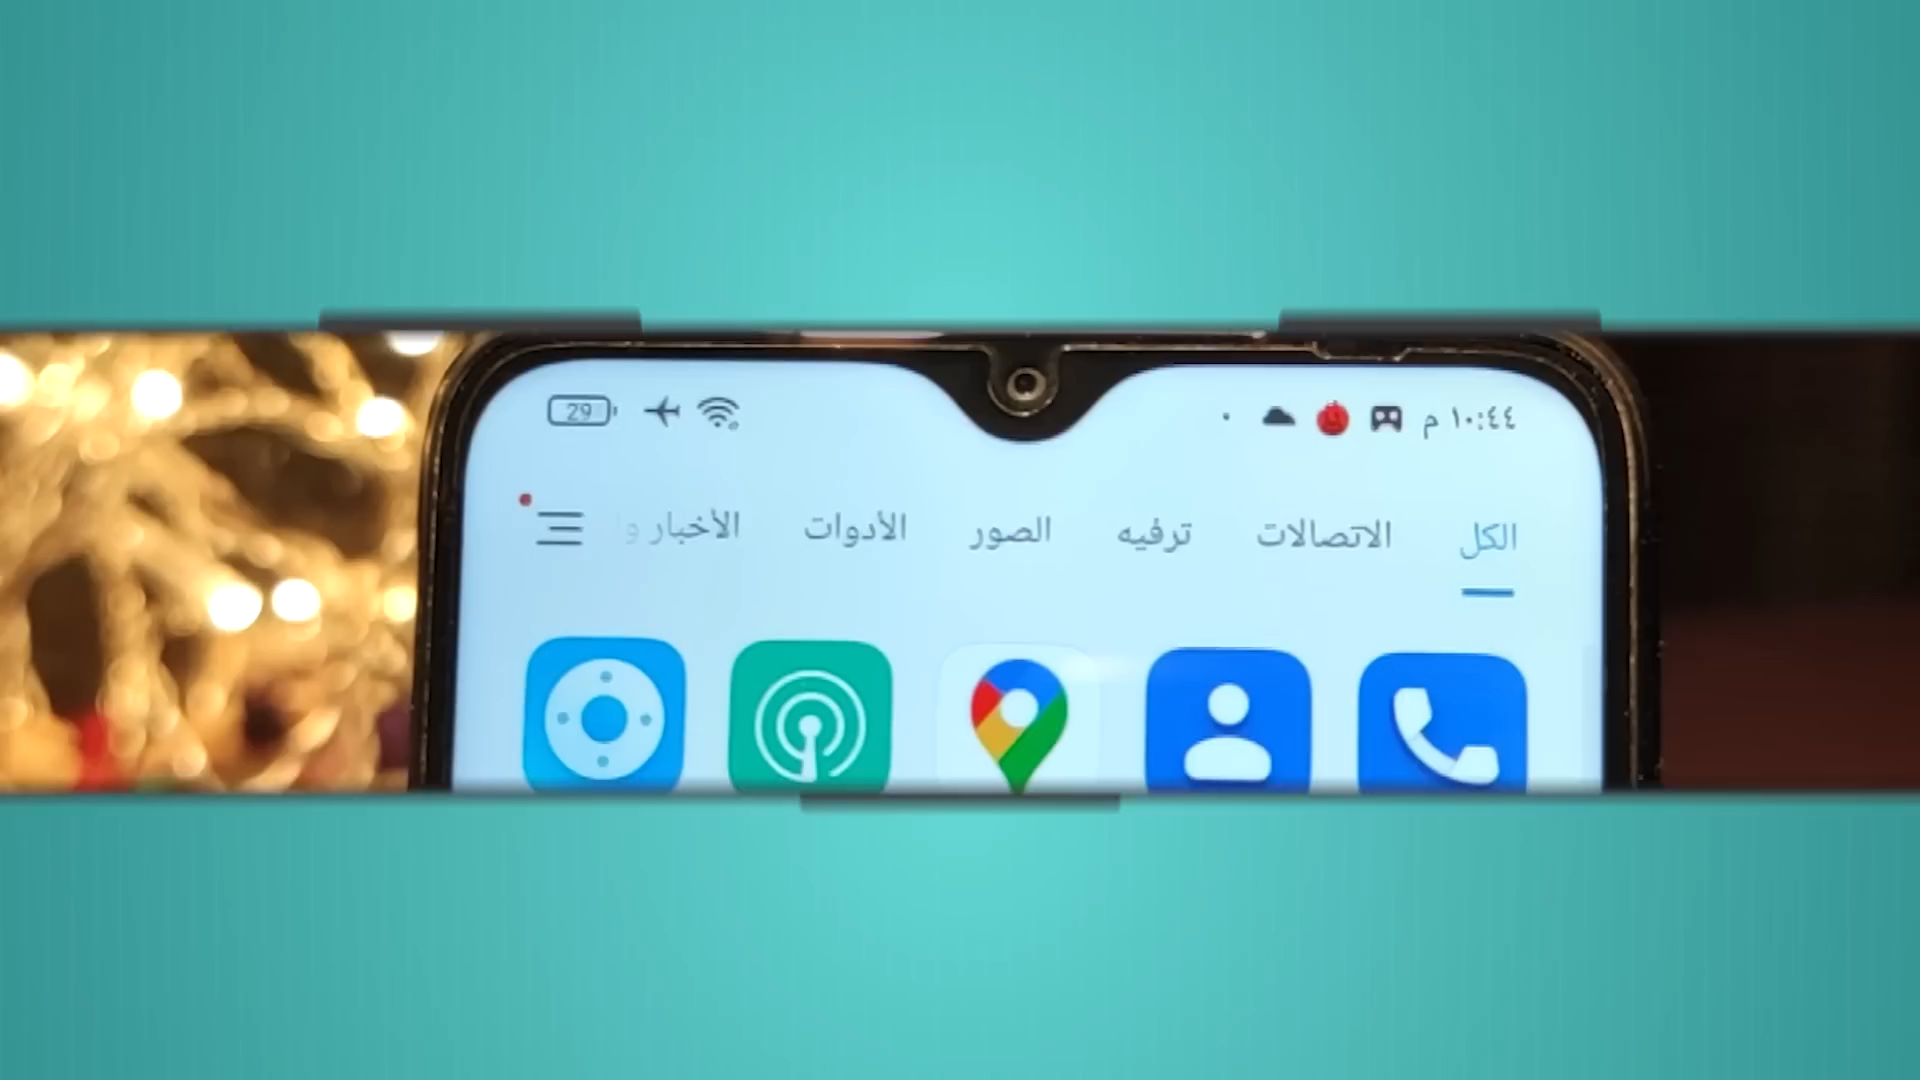 ١٠:٤٤ م 29
الكل الاتصالات ترفيه الصور الأدوات الأخبار و